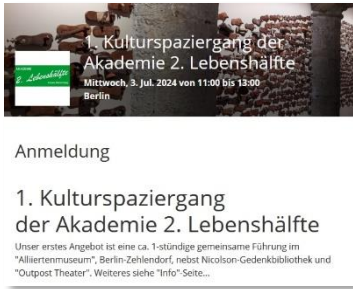 1. Kulturspaziergang der
Akademie 2. Lebenshälfte
Mittwoch, 3. Jul. 2024 von 11:00 bis 13:00
Berlin
2. Lebenshälfte
Anmeldung
1. Kulturspaziergang
der Akademie 2. Lebenshälfte
Unser erstes Angebot ist eine ca. 1-stündige gemeinsame Führung im
"Alliiertenmuseum", Berlin-Zehlendorf, nebst Nicolson-Gedenkbibliothek und
"Outpost Theater". Weiteres siehe "Info"-Seite...